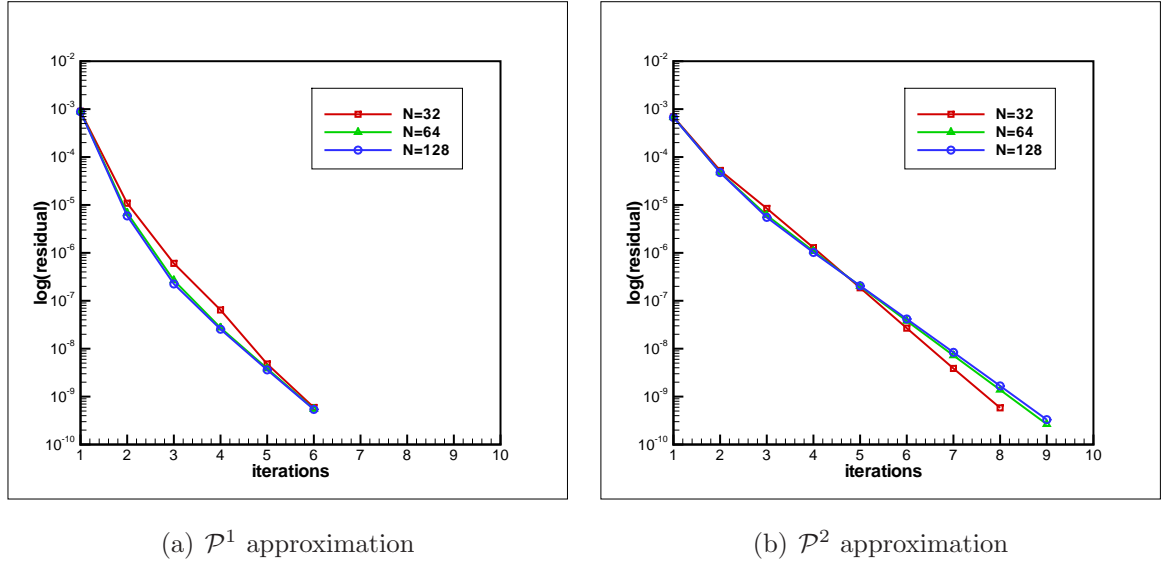 10^-2
10^-3
10^-4
10^-5
10^-6
10^-7
10^-8
10^-9
10^-10
log(residual)
1 2 3 4 5 6 7 8 9 10
iterations
N=32
N=64
N=128
(a) P^1 approximation
10^-2
10^-3
10^-4
10^-5
10^-6
10^-7
10^-8
10^-9
10^-10
log(residual)
1 2 3 4 5 6 7 8 9 10
iterations
N=32
N=64
N=128
(b) P^2 approximation